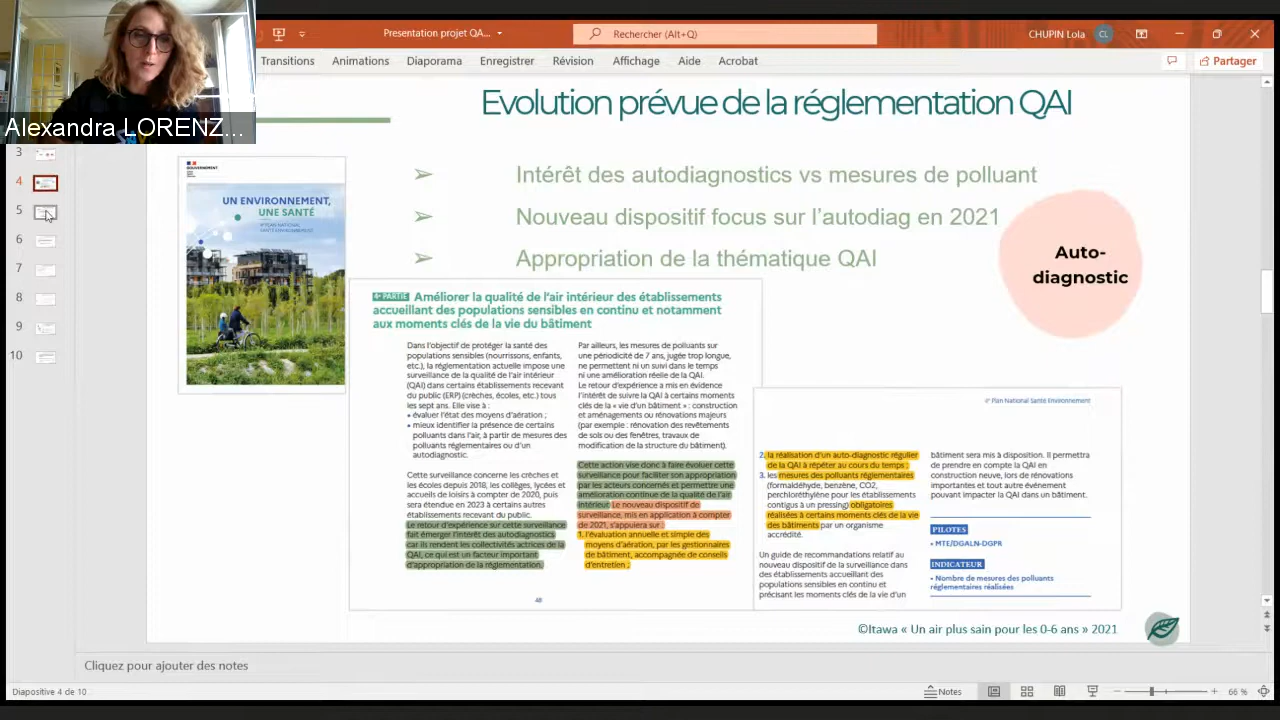 Presentation projet QA...
Rechercher (Alt+Q)
CHUPIN Lola
CL
Transitions
Animations
Diaporama
Enregistrer
Révision
Affichage
Aide
Acrobat
Partager
Alexandra LORENZ...
3
4
5
6
7
8
9
10
Evolution prévue de la réglementation QAI
➢ Intérêt des autodiagnostics vs mesures de polluant
➢ Nouveau dispositif focus sur l'autodiag en 2021
➢ Appropriation de la thématique QAI
Auto-
diagnostic
GOUVERNEMENT
UN ENVIRONNEMENT,
UNE SANTÉ
4e PLAN NATIONAL
SANTÉ ENVIRONNEMENT
4e PARTIE Améliorer la qualité de l'air intérieur des établissements
accueillant des populations sensibles en continu et notamment
aux moments clés de la vie du bâtiment
Dans l'objectif de protéger la santé des
populations sensibles (nourrissons, enfants,
etc.), la réglementation actuelle impose une
surveillance de la qualité de l'air intérieur
(QAI) dans certains établissements recevant
du public (ERP) (crèches, écoles, etc.) tous
les sept ans. Elle vise à :
• évaluer l'état des moyens d'aération ;
• mieux identifier la présence de certains
polluants dans l'air, à partir de mesures des
polluants réglementaires ou d'un
autodiagnostic.
Cette surveillance concerne les crèches et
les écoles depuis 2018, les collèges, lycées et
accueils de loisirs à compter de 2020, puis
sera étendue en 2023 à certains autres
établissements recevant du public.
Le retour d'expérience sur cette surveillance
fait émerger l'intérêt des autodiagnostics
car ils rendent les collectivités actrices de la
QAI, ce qui est un facteur important
d'appropriation de la réglementation.
Par ailleurs, les mesures de polluants sur
une périodicité de 7 ans, jugée trop longue,
ne permettent ni un suivi dans le temps
ni une amélioration réelle de la QAI.
Le retour d'expérience a mis en évidence
l'intérêt de suivre la QAI à certains moments
clés de la « vie d'un bâtiment » : construction
et aménagements ou rénovations majeurs
(par exemple : rénovation des revêtements
de sols ou des fenêtres, travaux de
modification de la structure du bâtiment).
Cette action vise donc à faire évoluer cette
surveillance pour faciliter son appropriation
par les acteurs concernés et permettre une
amélioration continue de la qualité de l'air
intérieur. Le nouveau dispositif de
surveillance, mis en application à compter
de 2021, s'appuiera sur :
1. l'évaluation annuelle et simple des
moyens d'aération, par les gestionnaires
de bâtiment, accompagnée de conseils
d'entretien ;
48
4e Plan National Santé Environnement
2. la réalisation d'un auto-diagnostic régulier
de la QAI à répéter au cours du temps ;
3. les mesures des polluants réglementaires
(formaldéhyde, benzène, CO2,
perchloréthylène pour les établissements
contigus à un pressing) obligatoires
réalisées à certains moments clés de la vie
des bâtiments par un organisme
accrédité.
Un guide de recommandations relatif au
nouveau dispositif de la surveillance dans
des établissements accueillant des
populations sensibles en continu et
précisant les moments clés de la vie d'un
bâtiment sera mis à disposition. Il permettra
de prendre en compte la QAI en
construction neuve, lors de rénovations
importantes et tout autre événement
pouvant impacter la QAI dans un bâtiment.
PILOTES
• MTE/DGALN-DGPR
INDICATEUR
• Nombre de mesures des polluants
réglementaires réalisées
©Itawa « Un air plus sain pour les 0-6 ans » 2021
Cliquez pour ajouter des notes
Diapositive 4 de 10
Notes
66 %